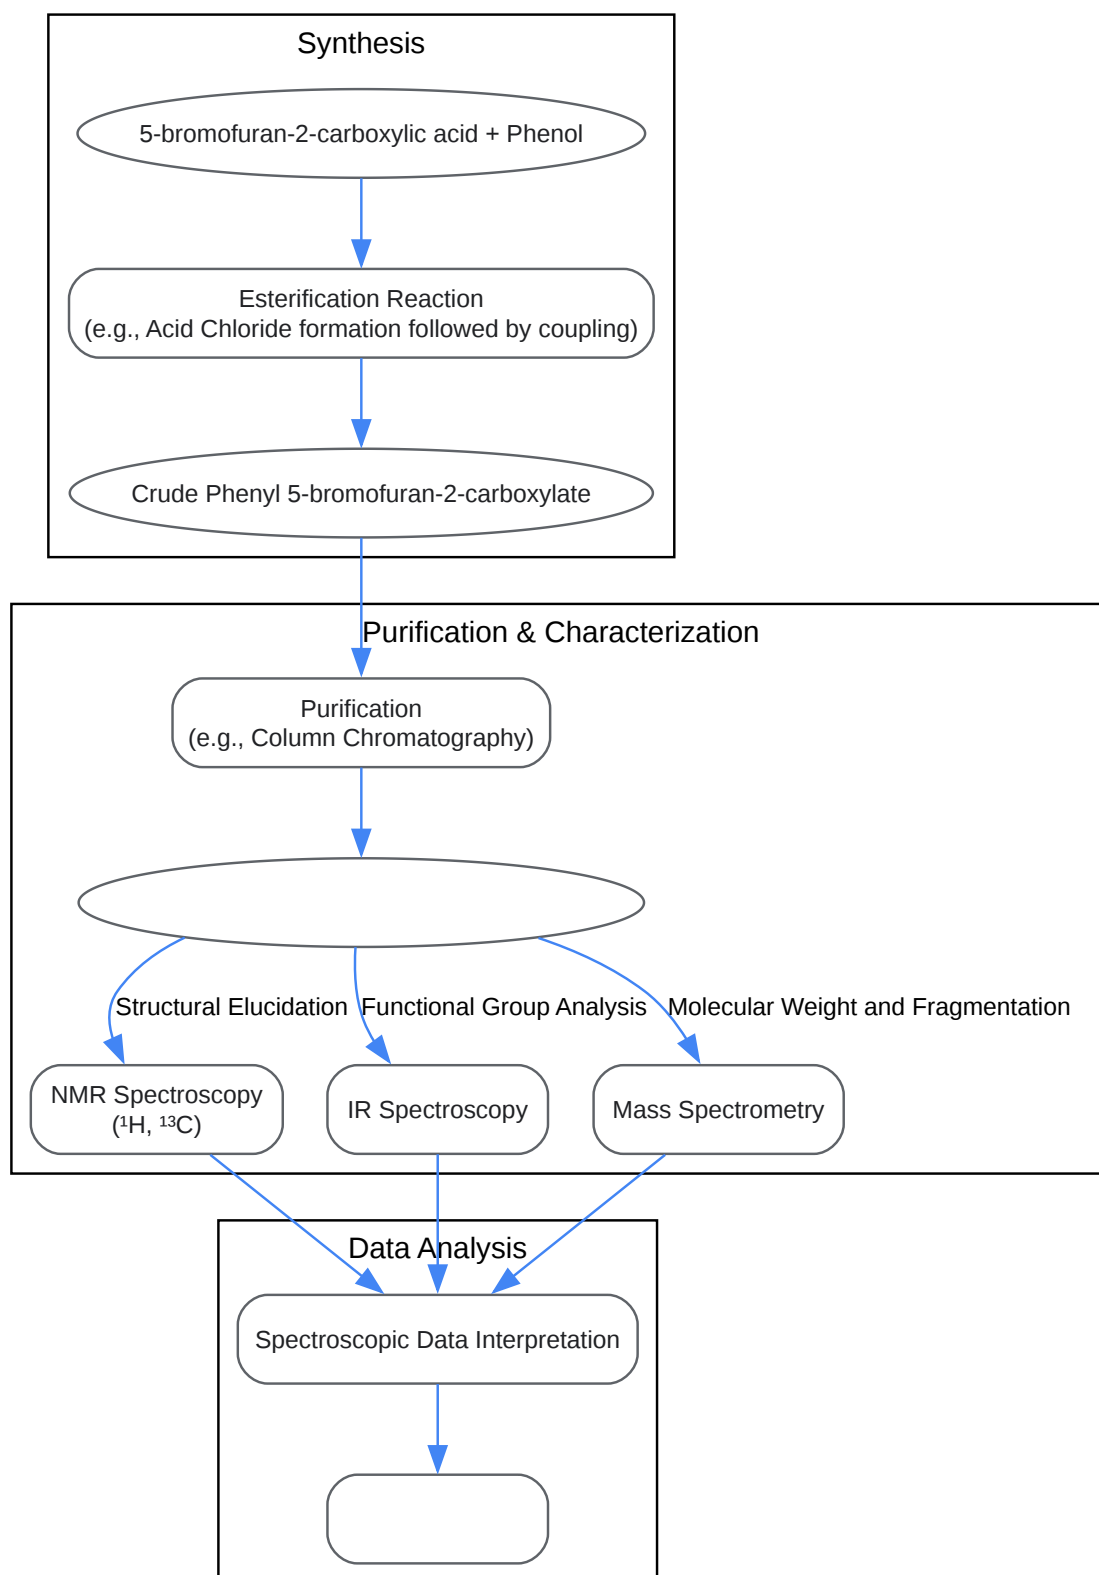 Synthesis
5-bromofuran-2-carboxylic acid + Phenol
Esterification Reaction
(e.g., Acid Chloride formation followed by coupling)
Crude Phenyl 5-bromofuran-2-carboxylate
Purification & Characterization
Purification
(e.g., Column Chromatography)
Structural Elucidation
Functional Group Analysis
Molecular Weight and Fragmentation
NMR Spectroscopy
(¹H, ¹³C)
IR Spectroscopy
Mass Spectrometry
Data Analysis
Spectroscopic Data Interpretation